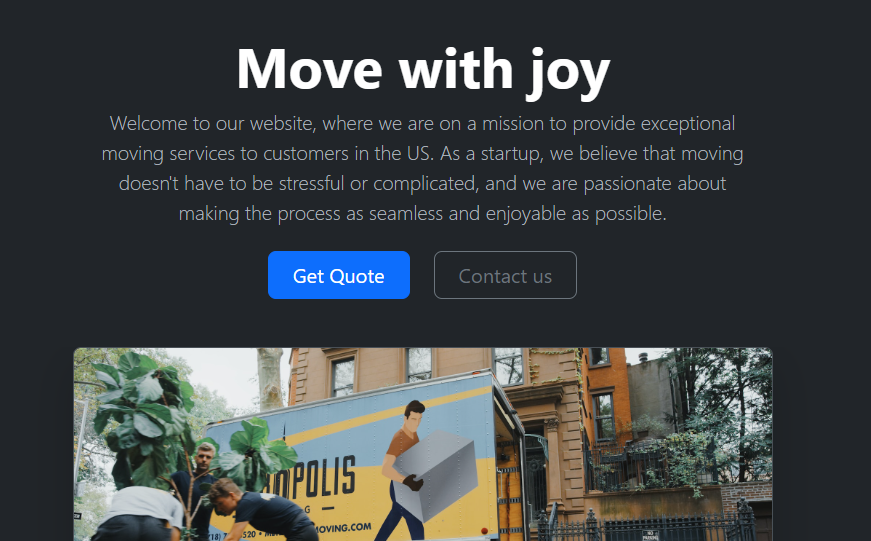 Move with joy
Welcome to our website, where we are on a mission to provide exceptional
moving services to customers in the US. As a startup, we believe that moving
doesn't have to be stressful or complicated, and we are passionate about
making the process as seamless and enjoyable as possible.
Get Quote
Contact us
OPOLIS
G
MOVING.COM
NO
PARKING